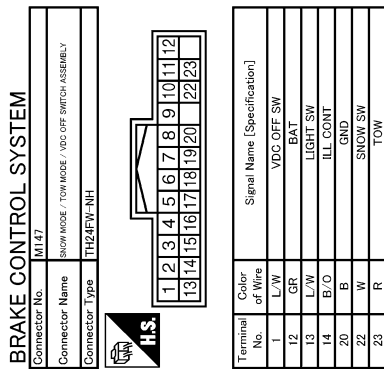 BRAKE CONTROL SYSTEM
Connector No. M147
Connector Name SNOW MODE / TOW MODE / VDC OFF SWITCH ASSEMBLY
Connector Type TH24FW-NH
H.S.
1 2 3 4 5 6 7 8 9 10 11 12
13 14 15 16 17 18 19 20 22 23
Terminal No. Color of Wire Signal Name [Specification]
1 L/W VDC OFF SW
12 GR BAT
13 L/W LIGHT SW
14 B/O ILL CONT
20 B GND
22 W SNOW SW
23 R TOW